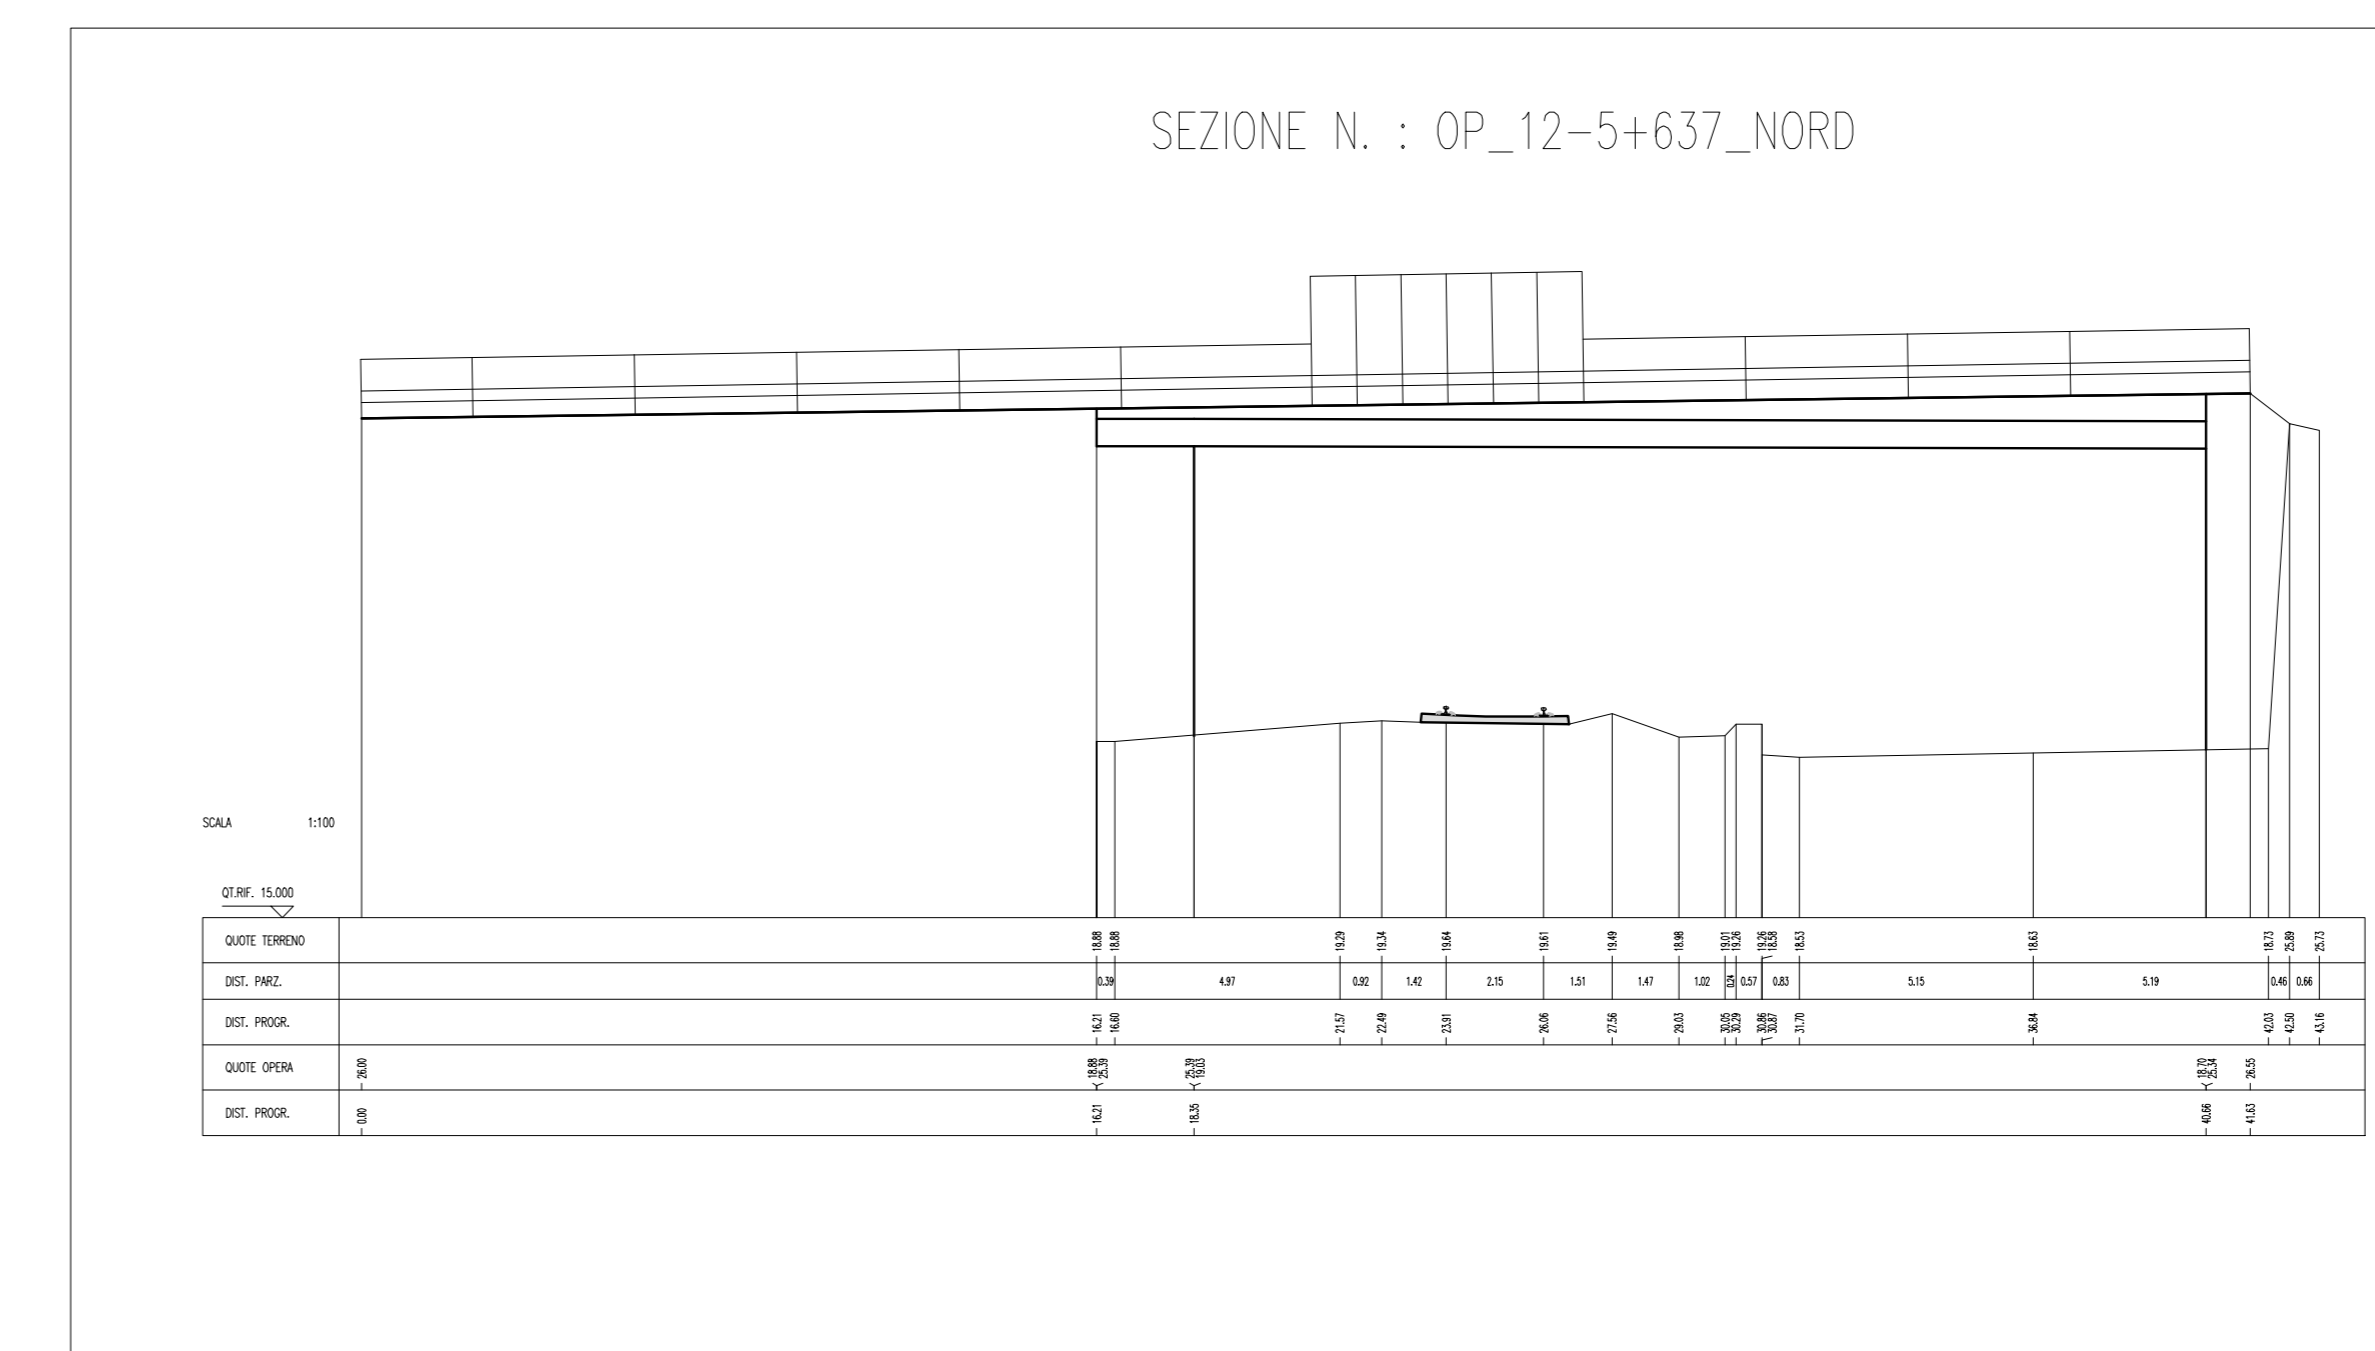 SEZIONE N. : OP_12-5+637_NORD
SCALA 1:100
QT.RIF. 15.000
QUOTE TERRENO 18.88 18.88 19.29 19.34 19.64 19.61 19.49 18.98 19.01 19.26 19.26 18.58 18.53 18.63 18.73 25.89 25.73
DIST. PARZ. 0.39 4.97 0.92 1.42 2.15 1.51 1.47 1.02 0.24 0.57 0.83 5.15 5.19 0.46 0.66
DIST. PROGR. 16.21 16.60 21.57 22.49 23.91 26.06 27.56 29.03 30.05 30.29 30.86 30.87 31.70 36.84 42.03 42.50 43.16
QUOTE OPERA 26.00 18.88 25.39 25.39 19.03 18.70 25.34 26.55
DIST. PROGR. 0.00 16.21 18.35 40.66 41.63